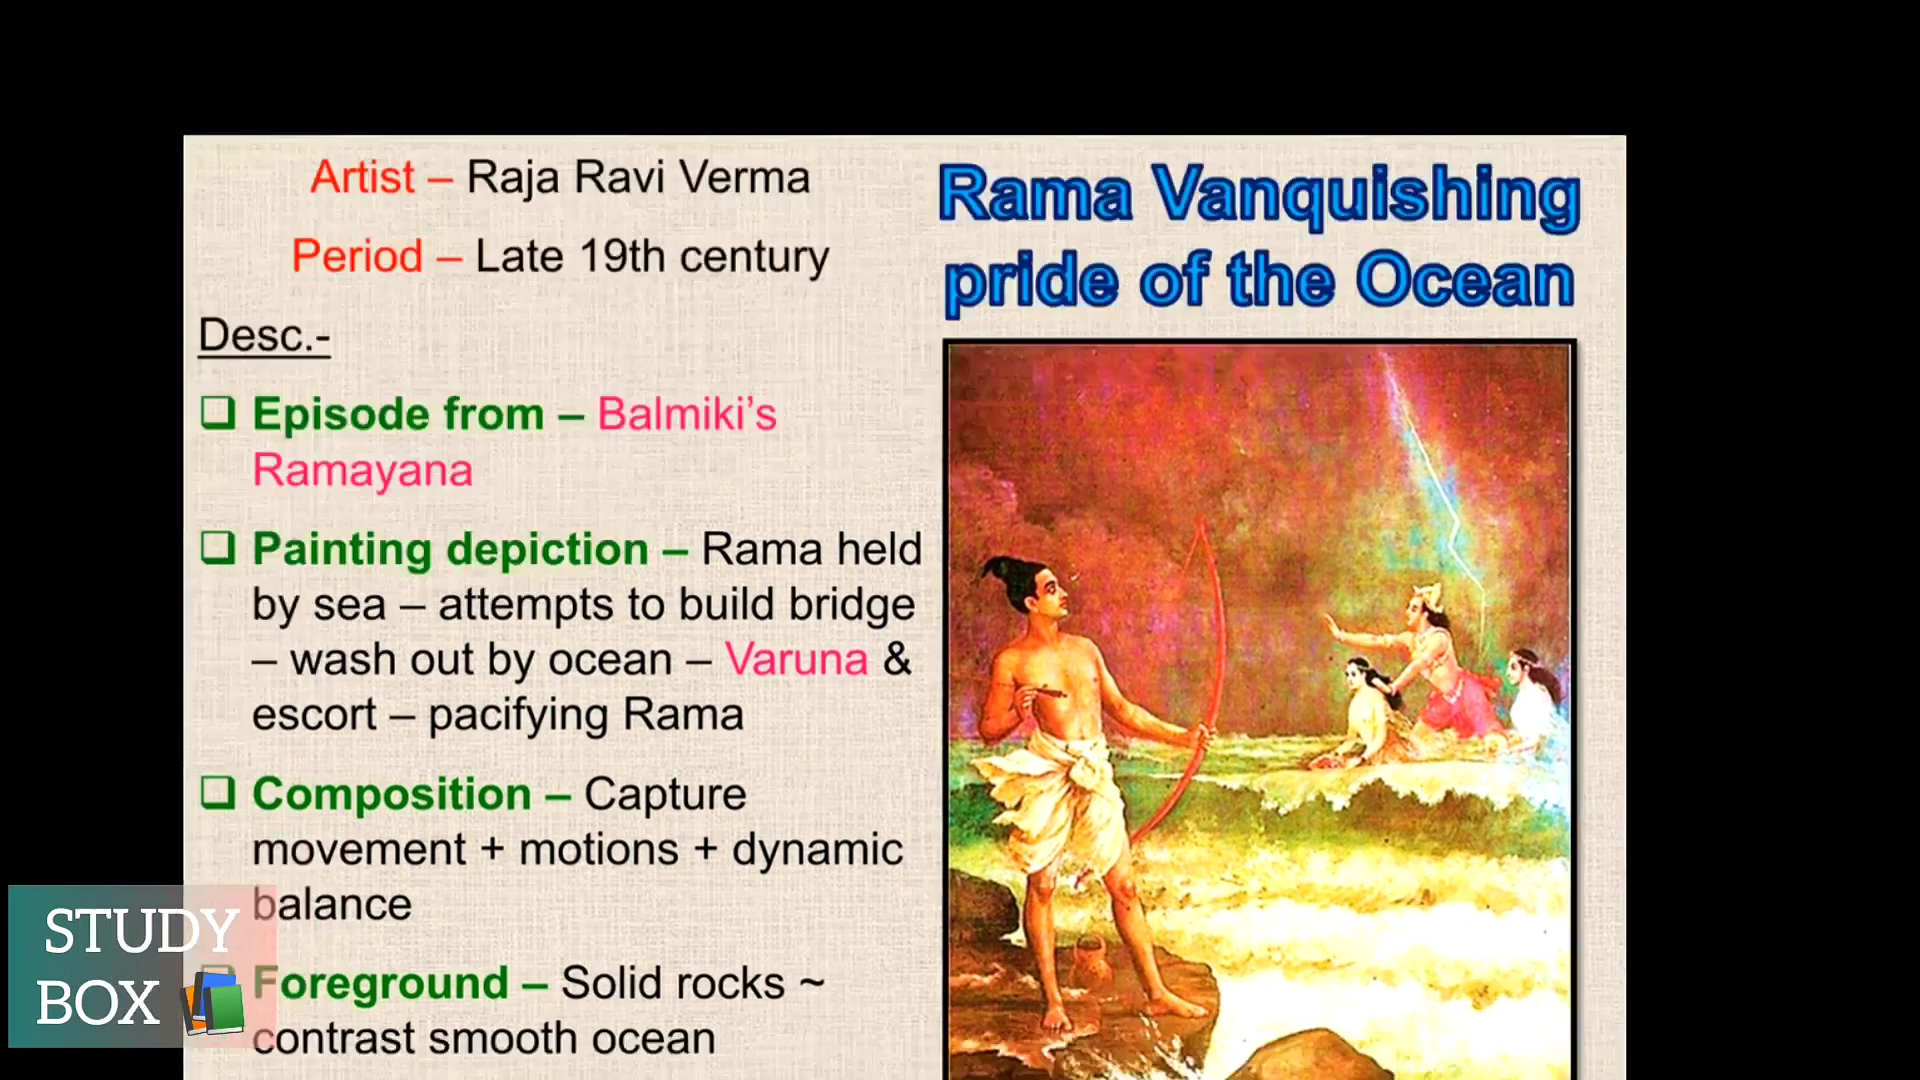 Artist – Raja Ravi Verma
Period – Late 19th century
Desc.-
❑ Episode from – Balmiki’s
Ramayana
❑ Painting depiction – Rama held
by sea – attempts to build bridge
– wash out by ocean – Varuna &
escort – pacifying Rama
❑ Composition – Capture
movement + motions + dynamic
balance
❑ Foreground – Solid rocks ~
contrast smooth ocean
Rama Vanquishing
pride of the Ocean
STUDY
BOX